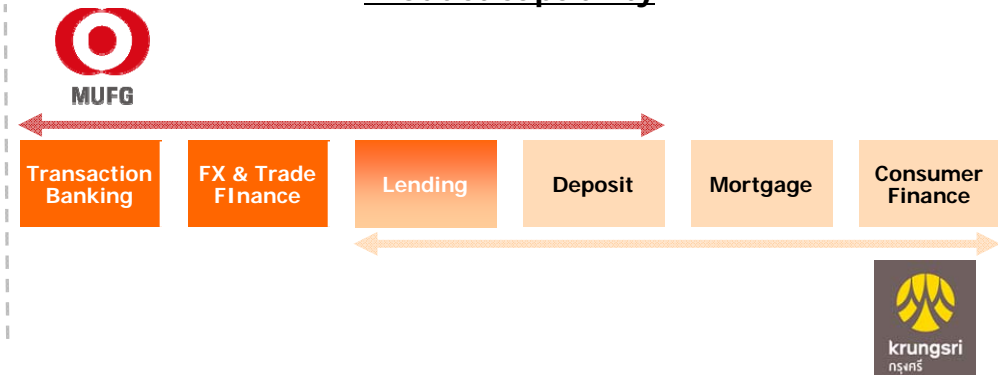 MUFG
Transaction
Banking
FX & Trade
FInance
Lending
Deposit
Mortgage
Consumer
Finance
krungsri
กรุงศรี